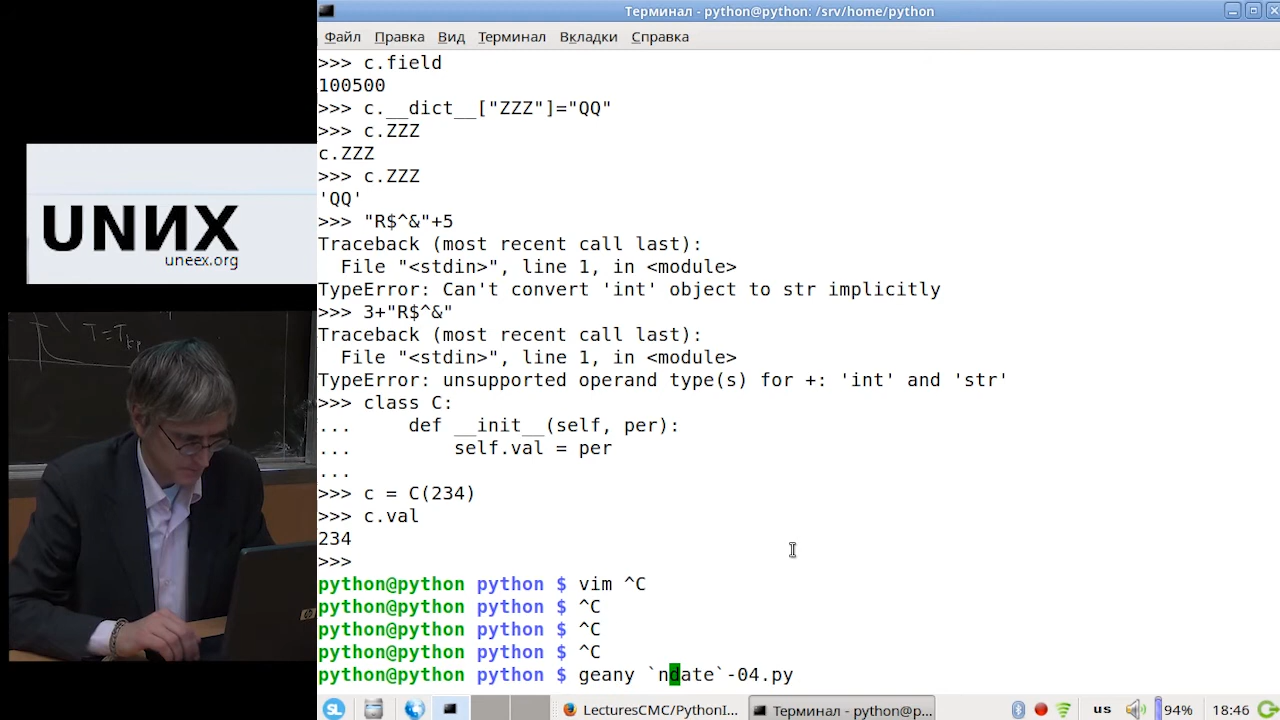 Терминал - python@python: /srv/home/python
Файл Правка Вид Терминал Вкладки Справка
>>> c.field
100500
>>> c.__dict__["ZZZ"]="QQ"
>>> c.ZZZ
c.ZZZ
>>> c.ZZZ
'QQ'
>>> "R$^&"+5
Traceback (most recent call last):
  File "<stdin>", line 1, in <module>
TypeError: Can't convert 'int' object to str implicitly
>>> 3+"R$^&"
Traceback (most recent call last):
  File "<stdin>", line 1, in <module>
TypeError: unsupported operand type(s) for +: 'int' and 'str'
>>> class C:
...     def __init__(self, per):
...         self.val = per
...
>>> c = C(234)
>>> c.val
234
>>>
python@python python $ vim ^C
python@python python $ ^C
python@python python $ ^C
python@python python $ ^C
python@python python $ geany `ndate`-04.py
SL LecturesCMC/PythonI... Терминал - python@p... us 94% 18:46
UNИX
uneex.org
T=Tкр
hp